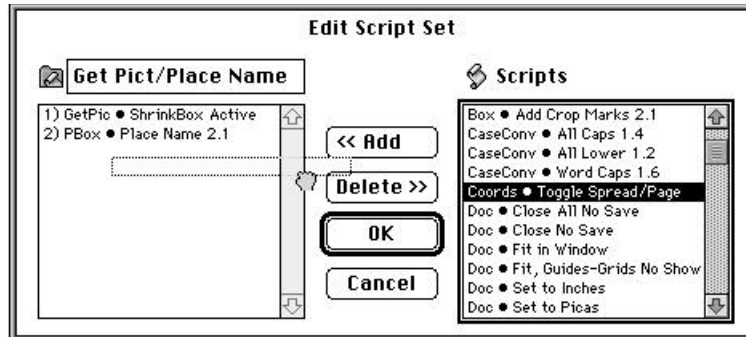 Edit Script Set
Get Pict/Place Name
1) GetPic ● ShrinkBox Active
2) PBox ● Place Name 2.1
<< Add
Delete >>
OK
Cancel
Scripts
Box ● Add Crop Marks 2.1
CaseConv ● All Caps 1.4
CaseConv ● All Lower 1.2
CaseConv ● Word Caps 1.6
Coords ● Toggle Spread/Page
Doc ● Close All No Save
Doc ● Close No Save
Doc ● Fit in Window
Doc ● Fit, Guides-Grids No Show
Doc ● Set to Inches
Doc ● Set to Picas